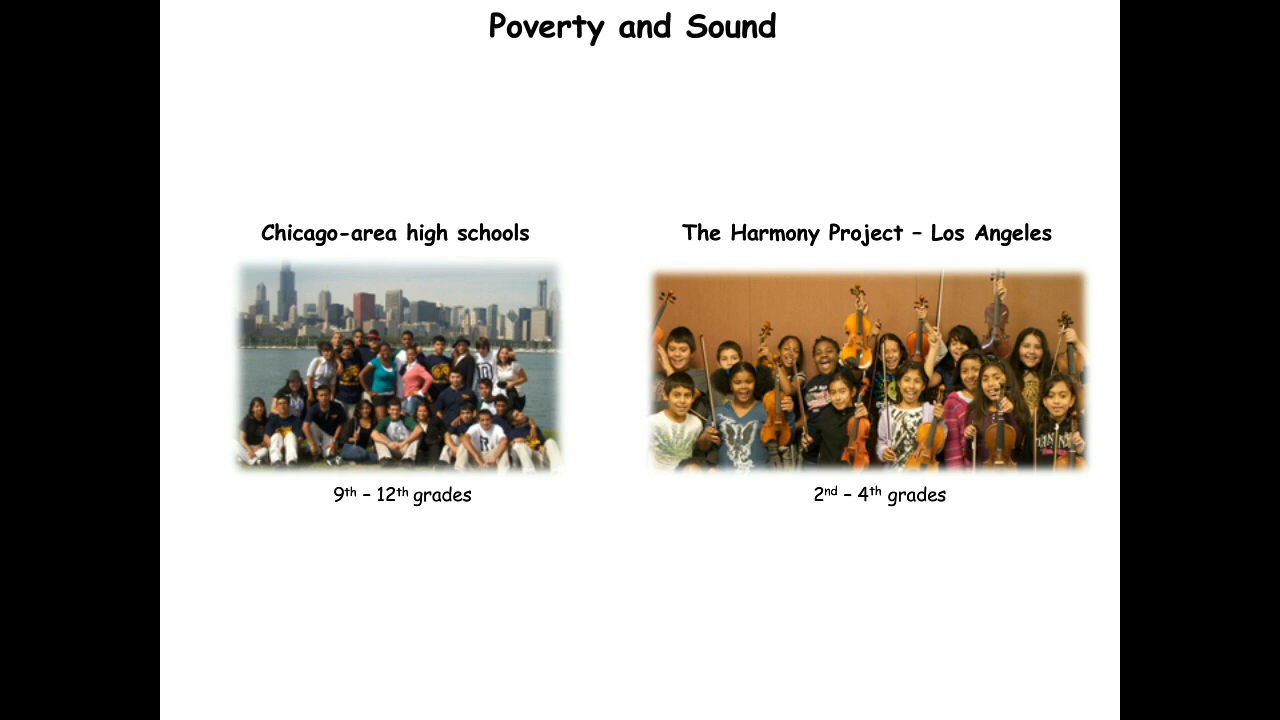 Poverty and Sound
Chicago-area high schools
The Harmony Project – Los Angeles
9th – 12th grades
2nd – 4th grades